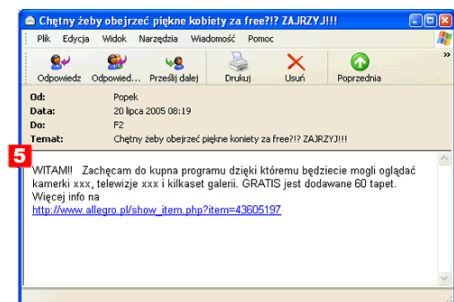 Chętny żeby obejrzeć piękne kobiety za free?!? ZAJRZYJ!!!
Plik Edycja Widok Narzędzia Wiadomość Pomoc
»
Odpowiedz Odpowied... Prześlij dalej Drukuj Usuń Poprzednia
Od: Popek
Data: 20 lipca 2005 08:19
Do: F2
Temat: Chętny żeby obejrzeć piękne koniety za free?!? ZAJRZYJ!!!
5
WITAM!! Zachęcam do kupna programu dzięki któremu będziecie mogli oglądać
kamerki xxx, telewizje xxx i kilkaset galerii. GRATIS jest dodawane 60 tapet.
Więcej info na
http://www.allegro.pl/show_item.php?item=43605197